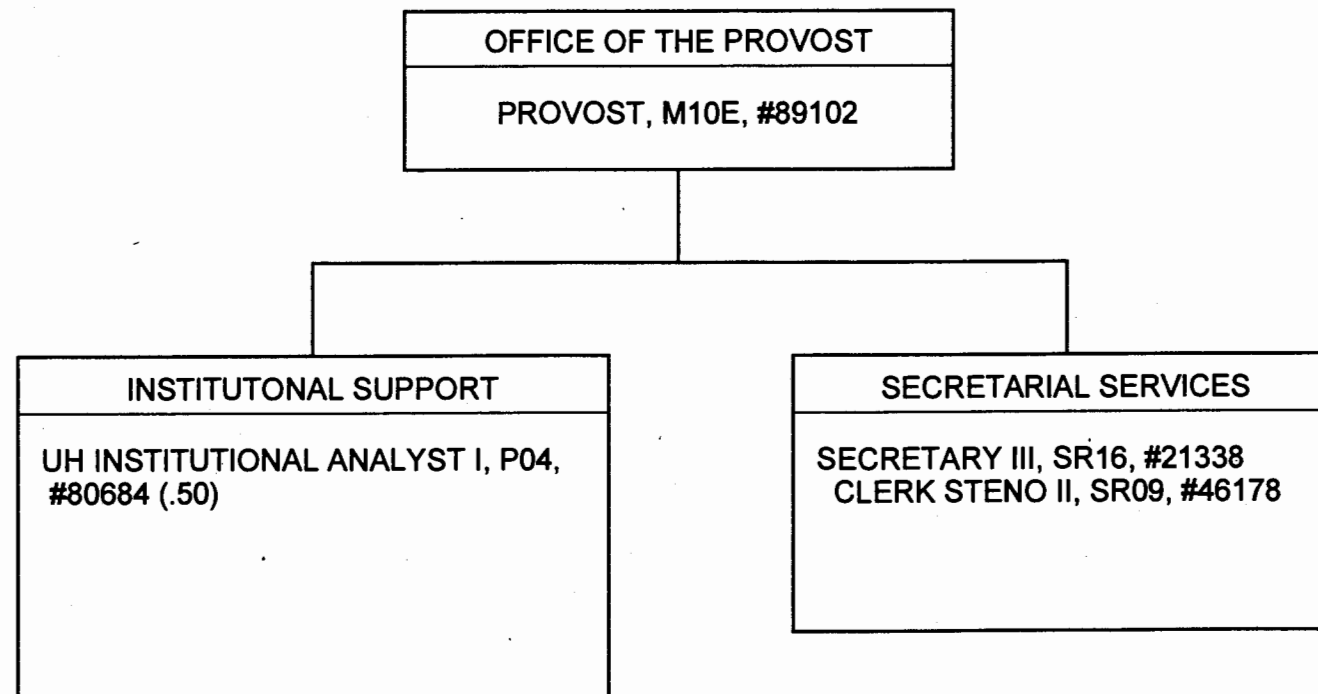 OFFICE OF THE PROVOST
PROVOST, M10E, #89102
INSTITUTONAL SUPPORT
UH INSTITUTIONAL ANALYST I, P04,
#80684 (.50)
SECRETARIAL SERVICES
SECRETARY III, SR16, #21338
CLERK STENO II, SR09, #46178